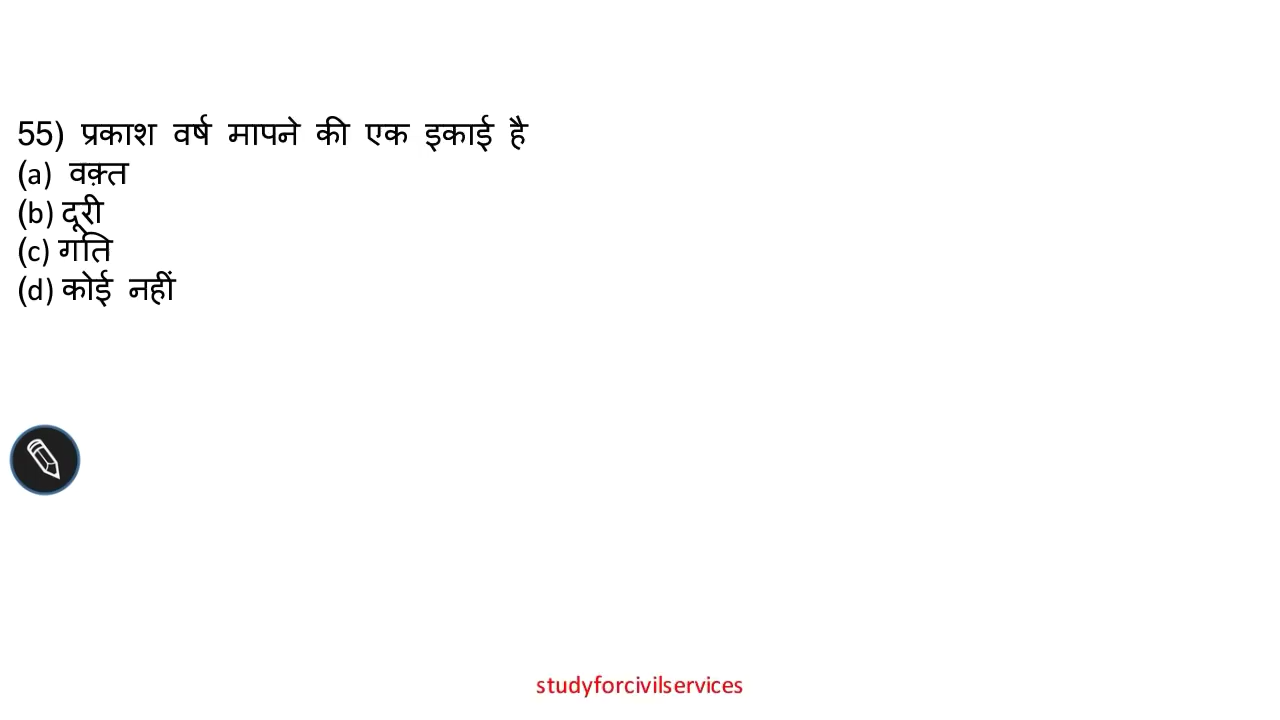 55) प्रकाश वर्ष मापने की एक इकाई है
(a) वक़्त
(b) दूरी
(c) गति
(d) कोई नहीं
studyforcivilservices